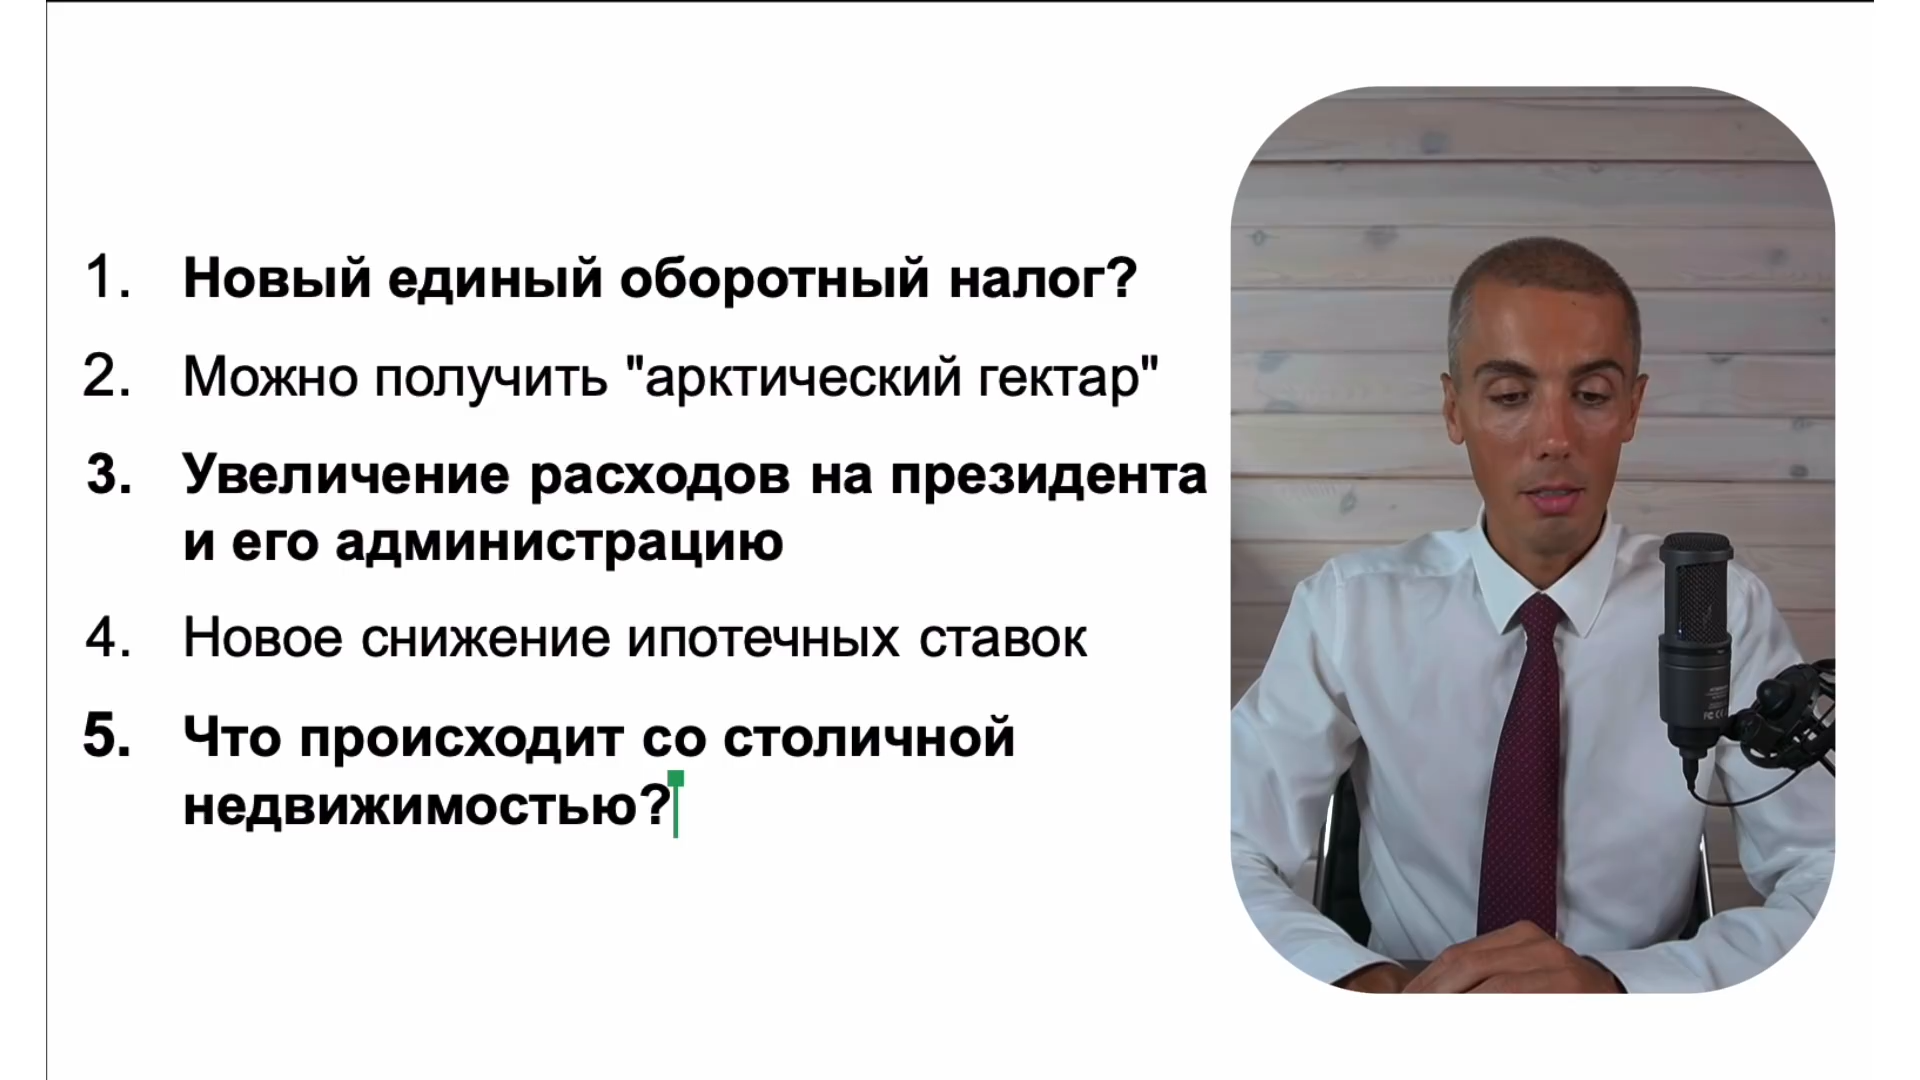 1. Новый единый оборотный налог?
2. Можно получить "арктический гектар"
3. Увеличение расходов на президента
и его администрацию
4. Новое снижение ипотечных ставок
5. Что происходит со столичной
недвижимостью?